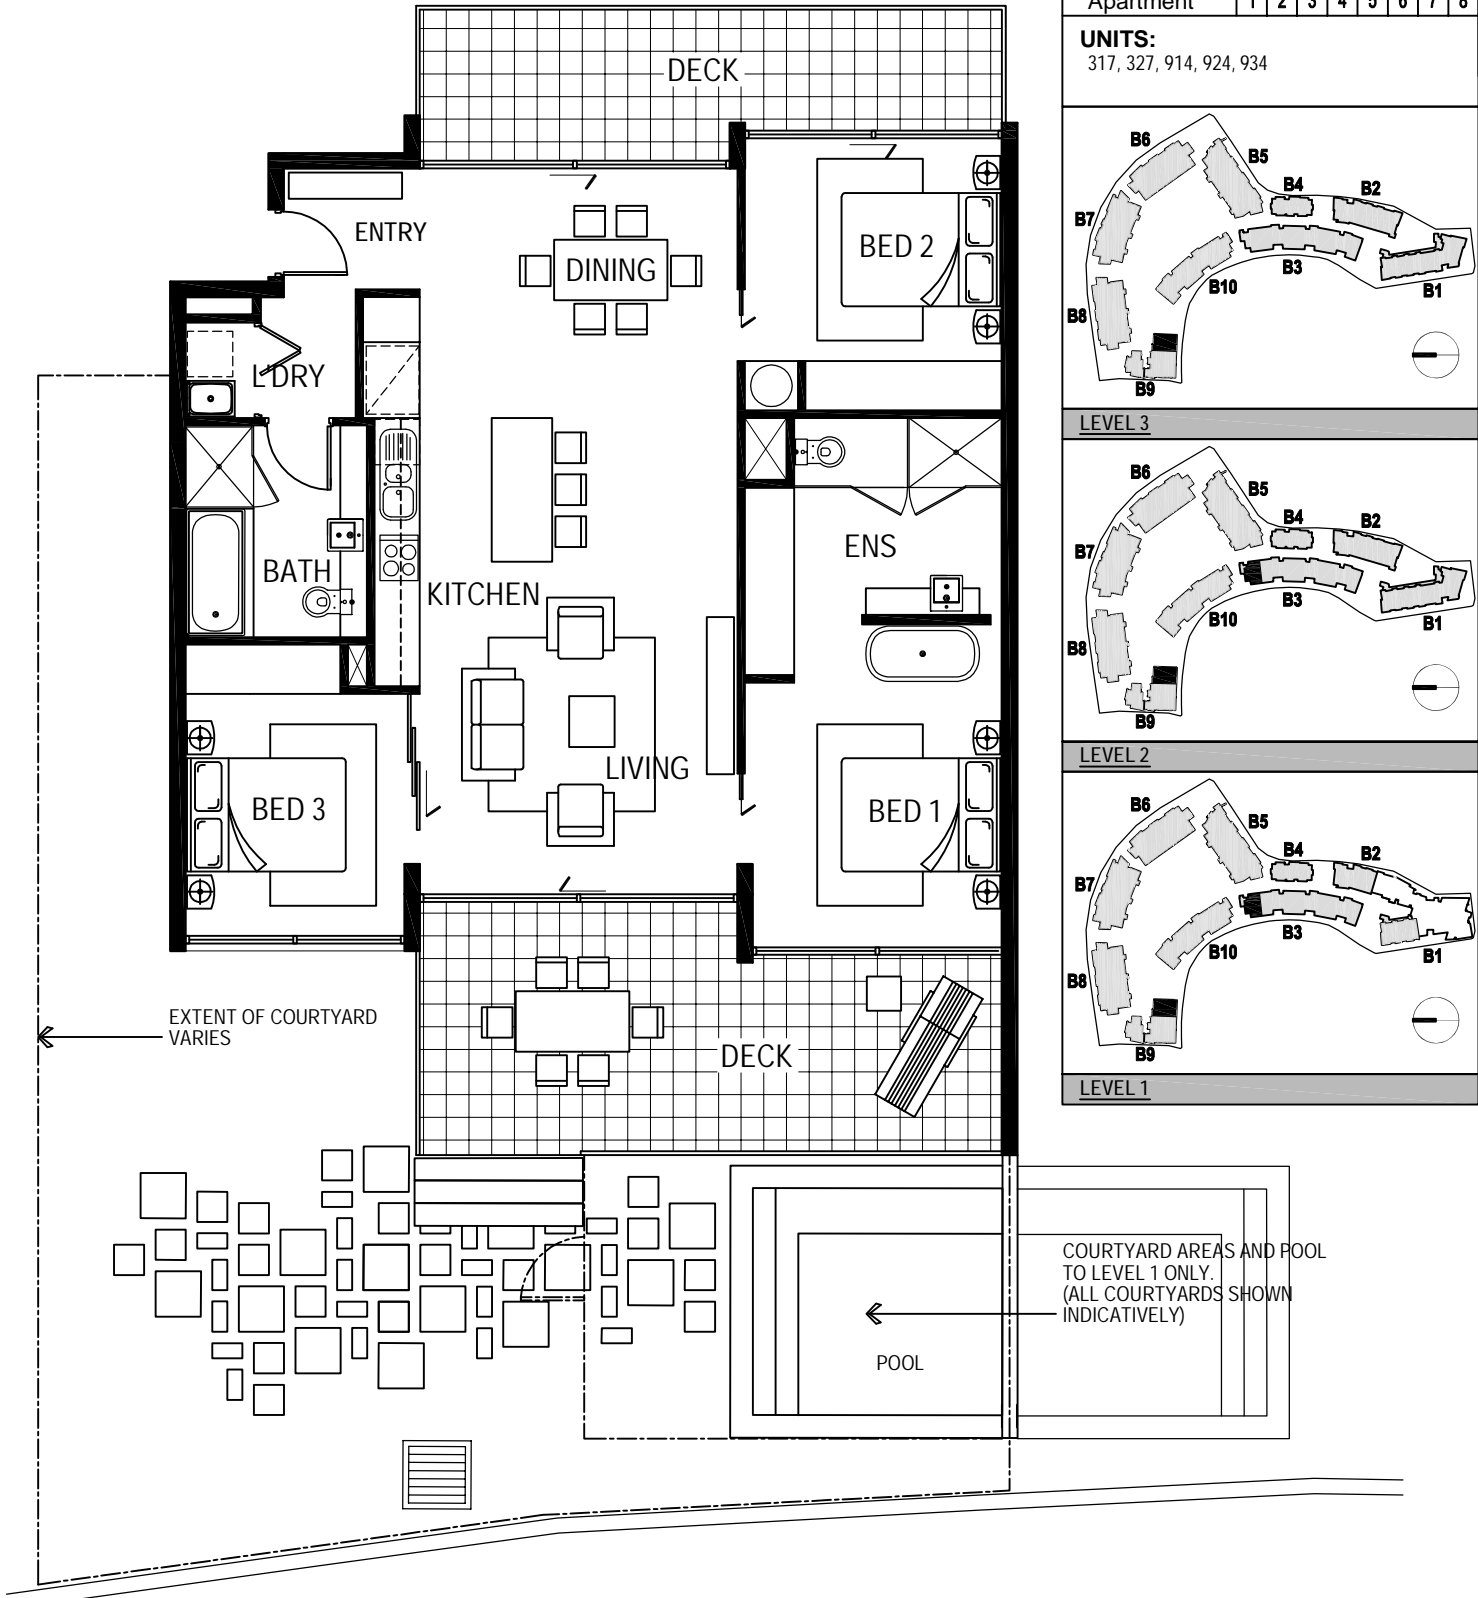 Apartment 1 2 3 4 5 6 7 8
UNITS:
317, 327, 914, 924, 934
DECK
ENTRY
DINING
BED 2
L'DRY
BATH
KITCHEN
ENS
LIVING
BED 3
BED 1
DECK
EXTENT OF COURTYARD
VARIES
COURTYARD AREAS AND POOL
TO LEVEL 1 ONLY.
(ALL COURTYARDS SHOWN
INDICATIVELY)
POOL
B6
B5
B4
B2
B7
B3
B1
B10
B8
B9
LEVEL 3
B6
B5
B4
B2
B7
B3
B1
B10
B8
B9
LEVEL 2
B6
B5
B4
B2
B7
B3
B1
B10
B8
B9
LEVEL 1